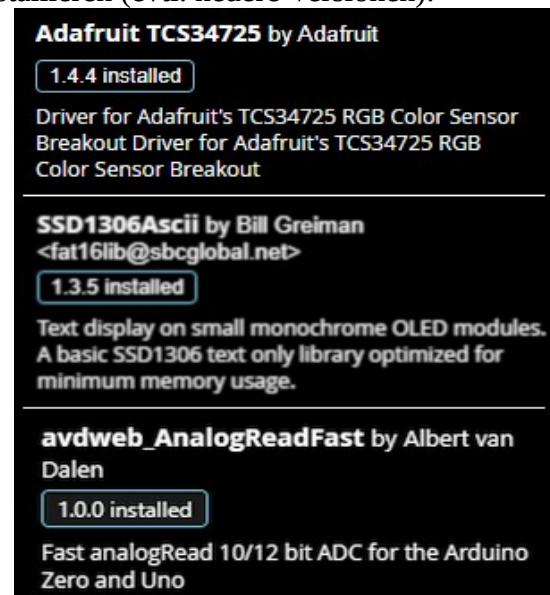 (evtl. neuere Versionen).
Adafruit TCS34725 by Adafruit
1.4.4 installed
Driver for Adafruit's TCS34725 RGB Color Sensor
Breakout Driver for Adafruit's TCS34725 RGB
Color Sensor Breakout
SSD1306Ascii by Bill Greiman
<fat16lib@sbcglobal.net>
1.3.5 installed
Text display on small monochrome OLED modules.
A basic SSD1306 text only library optimized for
minimum memory usage.
avdweb_AnalogReadFast by Albert van
Dalen
1.0.0 installed
Fast analogRead 10/12 bit ADC for the Arduino
Zero and Uno